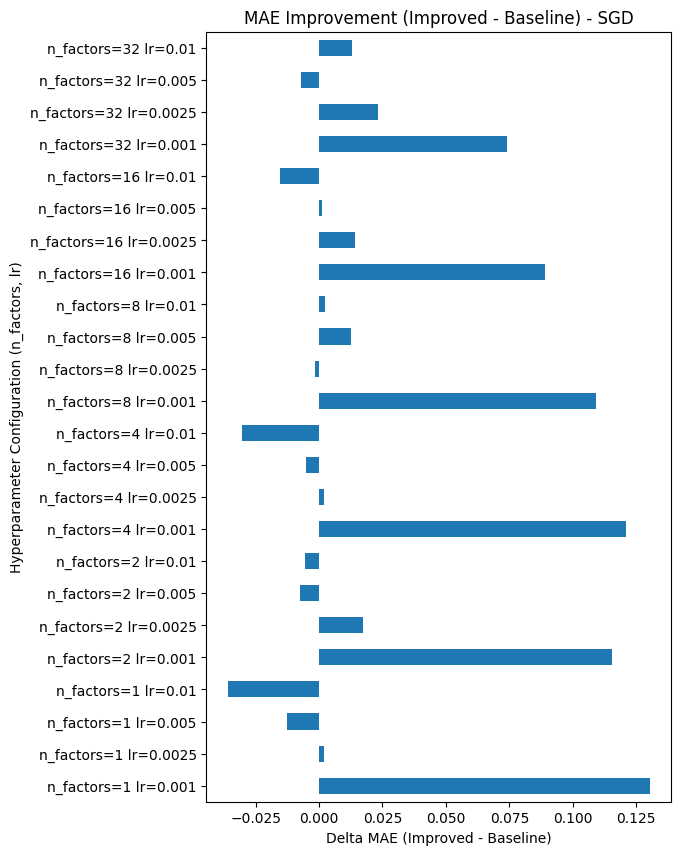 MAE Improvement (Improved - Baseline) - SGD
n_factors=32 lr=0.01
n_factors=32 lr=0.005
n_factors=32 lr=0.0025
n_factors=32 lr=0.001
n_factors=16 lr=0.01
n_factors=16 lr=0.005
n_factors=16 lr=0.0025
n_factors=16 lr=0.001
n_factors=8 lr=0.01
n_factors=8 lr=0.005
n_factors=8 lr=0.0025
n_factors=8 lr=0.001
n_factors=4 lr=0.01
n_factors=4 lr=0.005
n_factors=4 lr=0.0025
n_factors=4 lr=0.001
n_factors=2 lr=0.01
n_factors=2 lr=0.005
n_factors=2 lr=0.0025
n_factors=2 lr=0.001
n_factors=1 lr=0.01
n_factors=1 lr=0.005
n_factors=1 lr=0.0025
n_factors=1 lr=0.001
Hyperparameter Configuration (n_factors, lr)
−0.025 0.000 0.025 0.050 0.075 0.100 0.125
Delta MAE (Improved - Baseline)